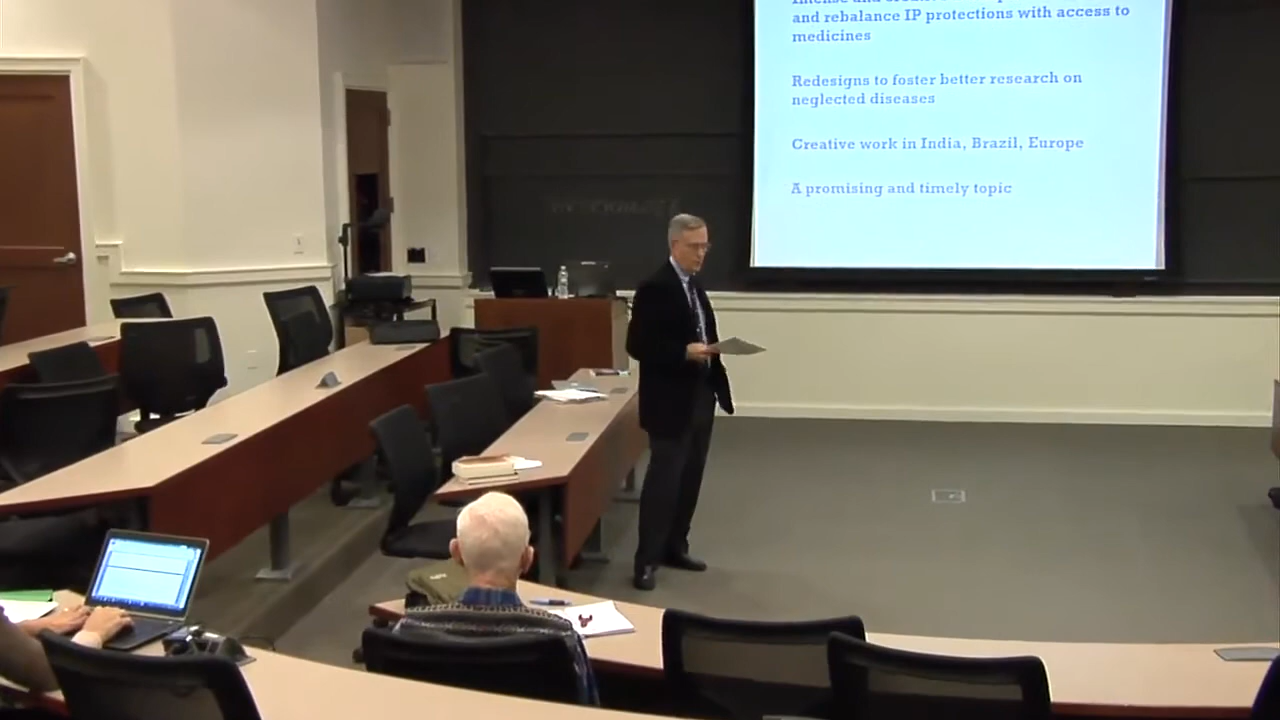 and rebalance IP protections with access to
medicines
Redesigns to foster better research on
neglected diseases
Creative work in India, Brazil, Europe
A promising and timely topic